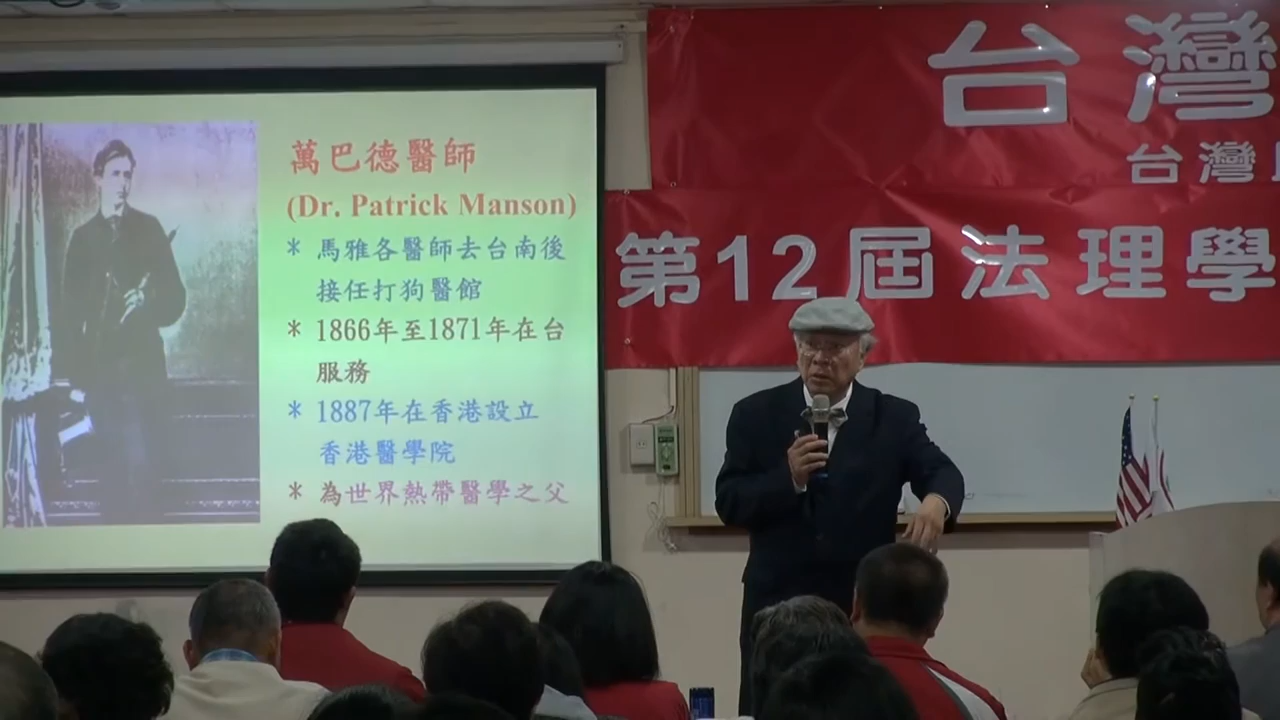 萬巴德醫師
(Dr. Patrick Manson)
* 馬雅各醫師去台南後
接任打狗醫館
* 1866年至1871年在台
服務
* 1887年在香港設立
香港醫學院
* 為世界熱帶醫學之父
台灣
台灣
第12屆法理學